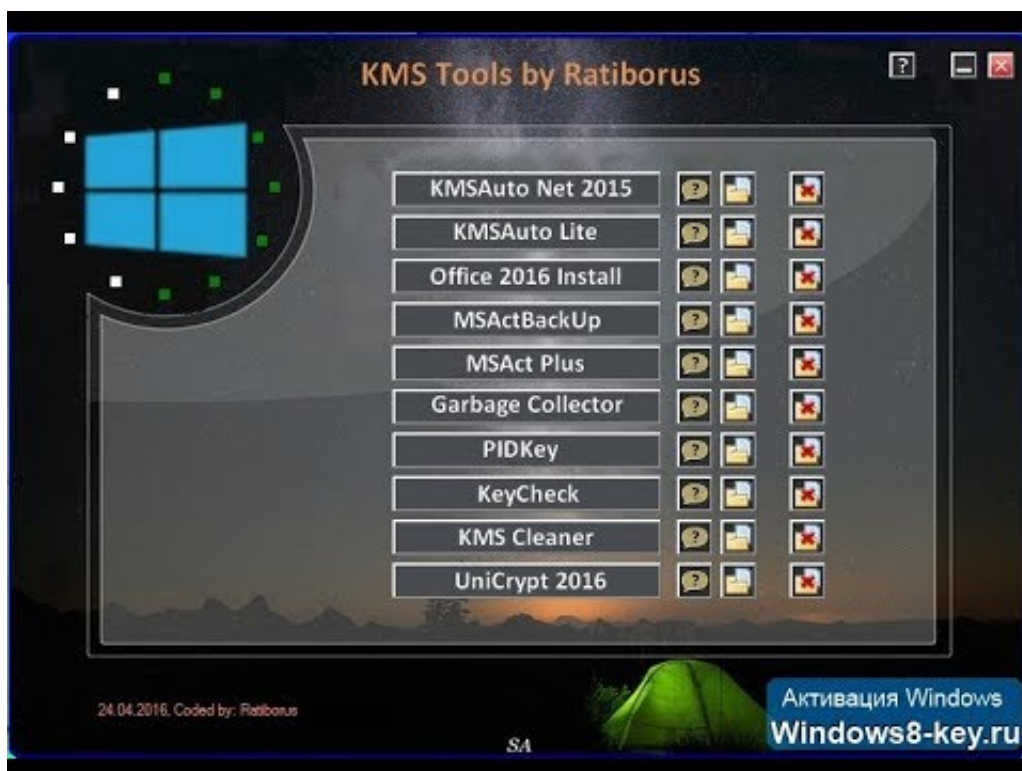 KMS Tools by Ratiborus
?
KMSAuto Net 2015
?
KMSAuto Lite
?
Office 2016 Install
?
MSActBackUp
?
MSAct Plus
?
Garbage Collector
?
PIDKey
?
KeyCheck
?
KMS Cleaner
?
UniCrypt 2016
?
24.04.2016, Coded by: Ratiborus
SA
Активация Windows
Windows8-key.ru